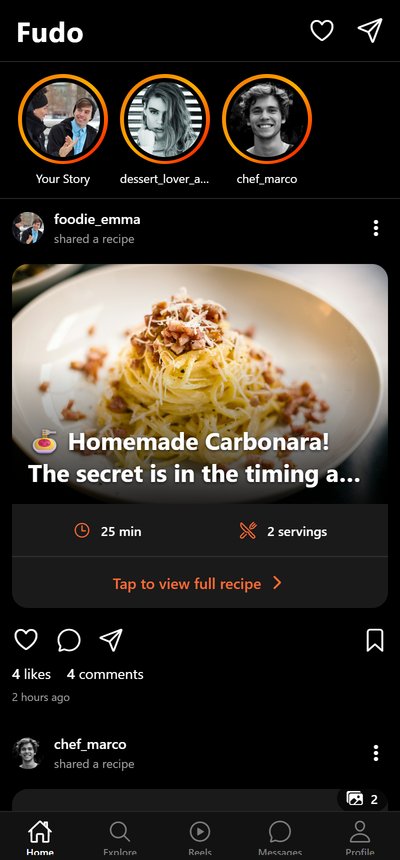 Fudo
Your Story
dessert_lover_a...
chef_marco
foodie_emma
shared a recipe
🍝 Homemade Carbonara!
The secret is in the timing a...
25 min
2 servings
Tap to view full recipe
4 likes
4 comments
2 hours ago
chef_marco
shared a recipe
2
Home
Explore
Reels
Messages
Profile